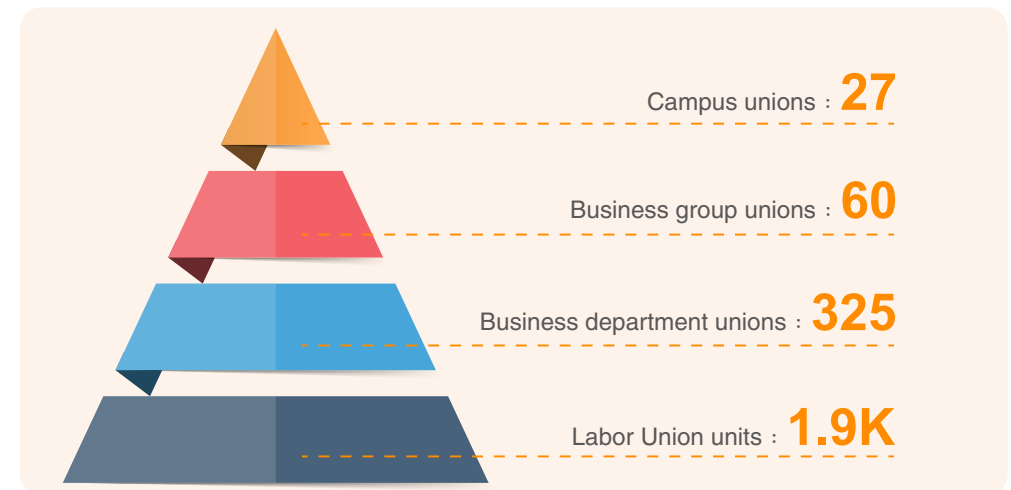 Campus unions : 27
Business group unions : 60
Business department unions : 325
Labor Union units : 1.9K